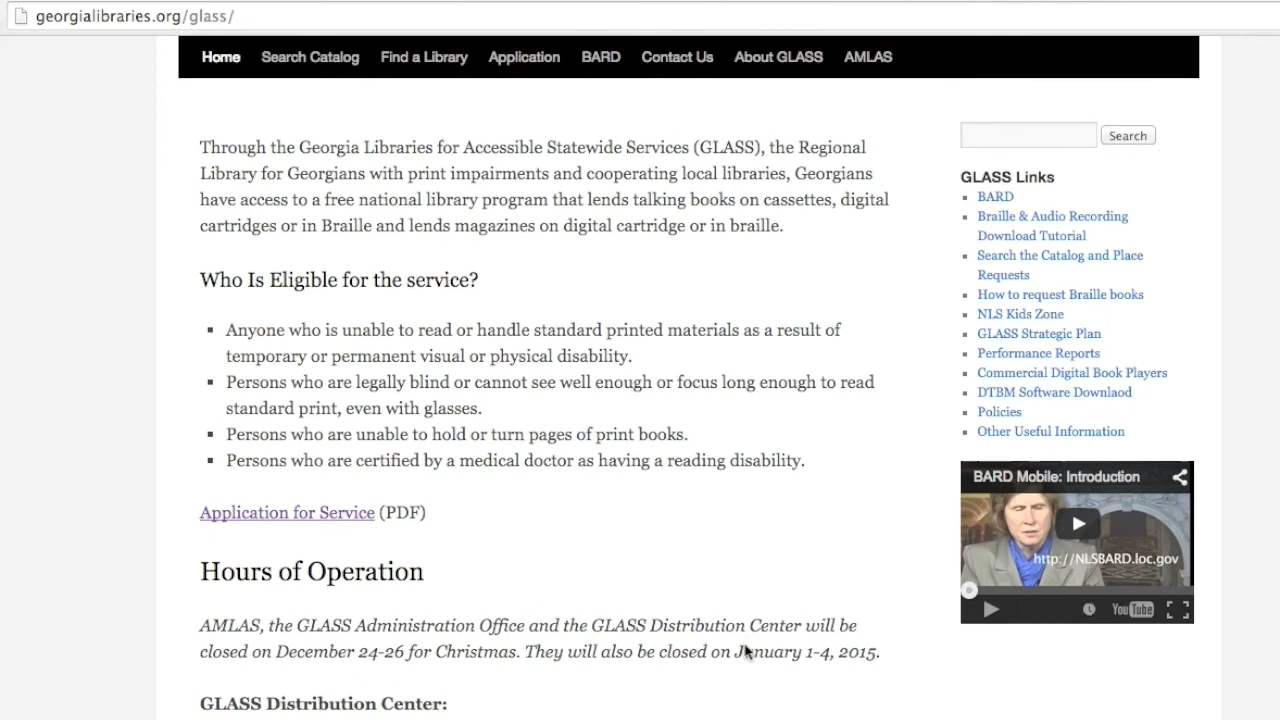 georgialibraries.org/glass/
Home Search Catalog Find a Library Application BARD Contact Us About GLASS AMLAS
Through the Georgia Libraries for Accessible Statewide Services (GLASS), the Regional
Library for Georgians with print impairments and cooperating local libraries, Georgians
have access to a free national library program that lends talking books on cassettes, digital
cartridges or in Braille and lends magazines on digital cartridge or in braille.
Who Is Eligible for the service?
Anyone who is unable to read or handle standard printed materials as a result of
temporary or permanent visual or physical disability.
Persons who are legally blind or cannot see well enough or focus long enough to read
standard print, even with glasses.
Persons who are unable to hold or turn pages of print books.
Persons who are certified by a medical doctor as having a reading disability.
Application for Service (PDF)
Hours of Operation
AMLAS, the GLASS Administration Office and the GLASS Distribution Center will be
closed on December 24-26 for Christmas. They will also be closed on January 1-4, 2015.
GLASS Distribution Center:
Search
GLASS Links
BARD
Braille & Audio Recording
Download Tutorial
Search the Catalog and Place
Requests
How to request Braille books
NLS Kids Zone
GLASS Strategic Plan
Performance Reports
Commercial Digital Book Players
DTBM Software Downlaod
Policies
Other Useful Information
BARD Mobile: Introduction
http://NLSBARD.loc.gov
YouTube